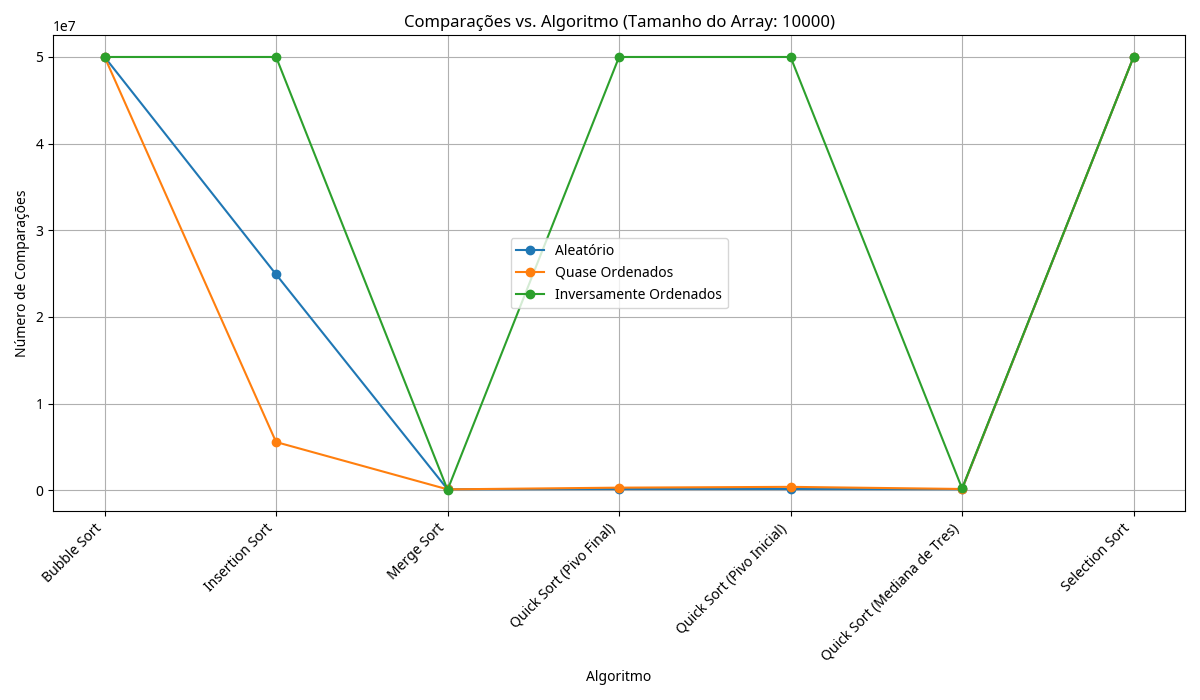 Comparações vs. Algoritmo (Tamanho do Array: 10000)
1e7
5
4
3
2
1
0
Número de Comparações
Aleatório
Quase Ordenados
Inversamente Ordenados
Bubble Sort
Insertion Sort
Merge Sort
Quick Sort (Pivo Final)
Quick Sort (Pivo Inicial)
Quick Sort (Mediana de Tres)
Selection Sort
Algoritmo